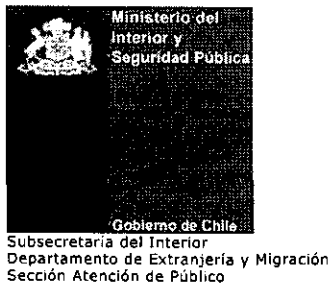 Ministerio del
Interior y
Seguridad Pública
Gobierno de Chile
Subsecretaría del Interior
Departamento de Extranjería y Migración
Sección Atención de Público